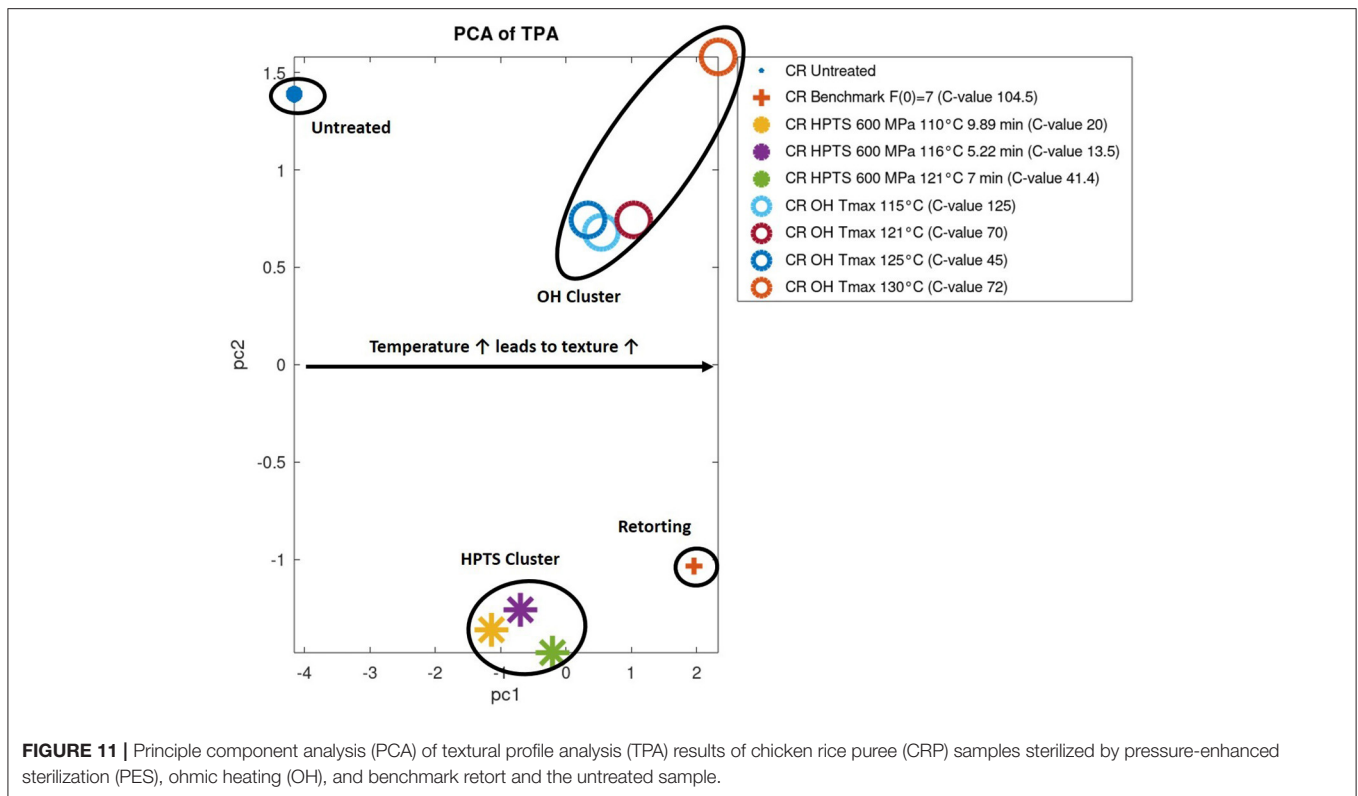 PCA of TPA
1.5
1
0.5
0
-0.5
-1
pc2
-4
-3
-2
-1
0
1
2
pc1
Untreated
OH Cluster
Temperature ↑ leads to texture ↑
Retorting
HPTS Cluster
CR Untreated
CR Benchmark F(0)=7 (C-value 104.5)
CR HPTS 600 MPa 110°C 9.89 min (C-value 20)
CR HPTS 600 MPa 116°C 5.22 min (C-value 13.5)
CR HPTS 600 MPa 121°C 7 min (C-value 41.4)
CR OH Tmax 115°C (C-value 125)
CR OH Tmax 121°C (C-value 70)
CR OH Tmax 125°C (C-value 45)
CR OH Tmax 130°C (C-value 72)
FIGURE 11 | Principle component analysis (PCA) of textural profile analysis (TPA) results of chicken rice puree (CRP) samples sterilized by pressure-enhanced
sterilization (PES), ohmic heating (OH), and benchmark retort and the untreated sample.